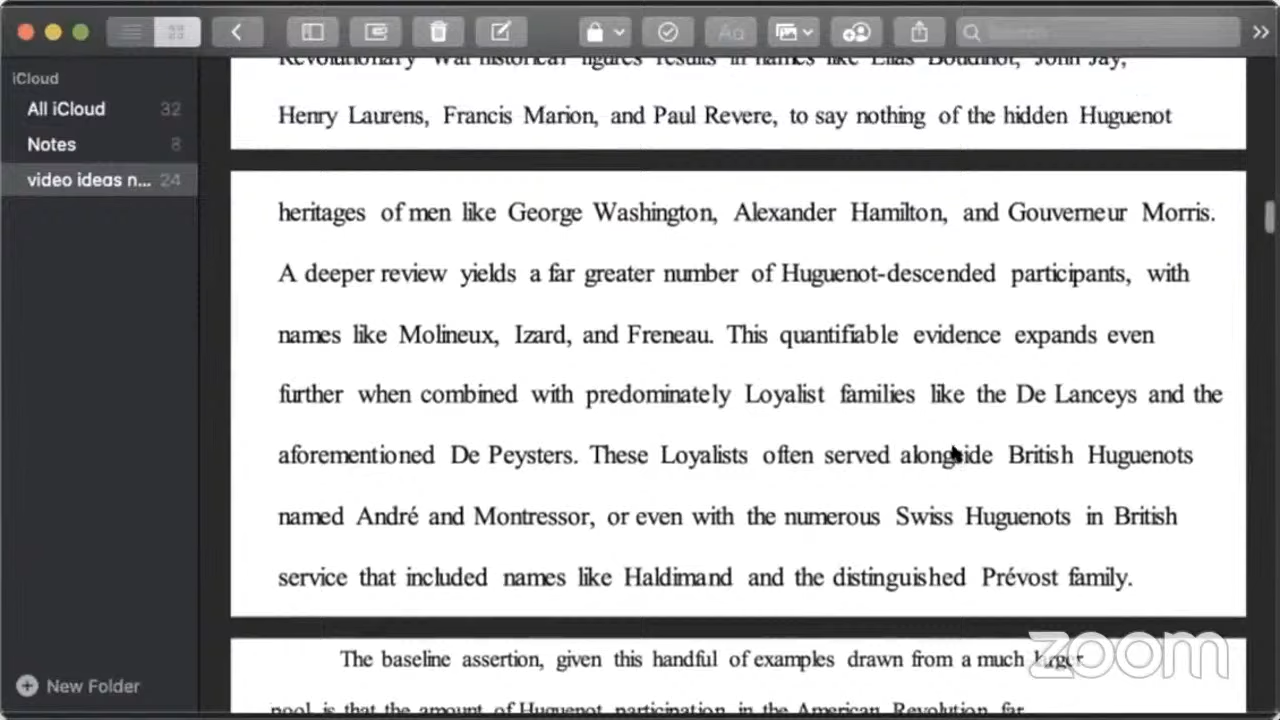 Search
iCloud
All iCloud 32
Notes 8
video ideas n... 24
New Folder
Revolutionary War historical figures results in names like Elias Boudinot, John Jay,
Henry Laurens, Francis Marion, and Paul Revere, to say nothing of the hidden Huguenot
heritages of men like George Washington, Alexander Hamilton, and Gouverneur Morris.
A deeper review yields a far greater number of Huguenot-descended participants, with
names like Molineux, Izard, and Freneau. This quantifiable evidence expands even
further when combined with predominately Loyalist families like the De Lanceys and the
aforementioned De Peysters. These Loyalists often served alongside British Huguenots
named André and Montressor, or even with the numerous Swiss Huguenots in British
service that included names like Haldimand and the distinguished Prévost family.
The baseline assertion, given this handful of examples drawn from a much larger
pool, is that the amount of Huguenot participation in the American Revolution far
zoom